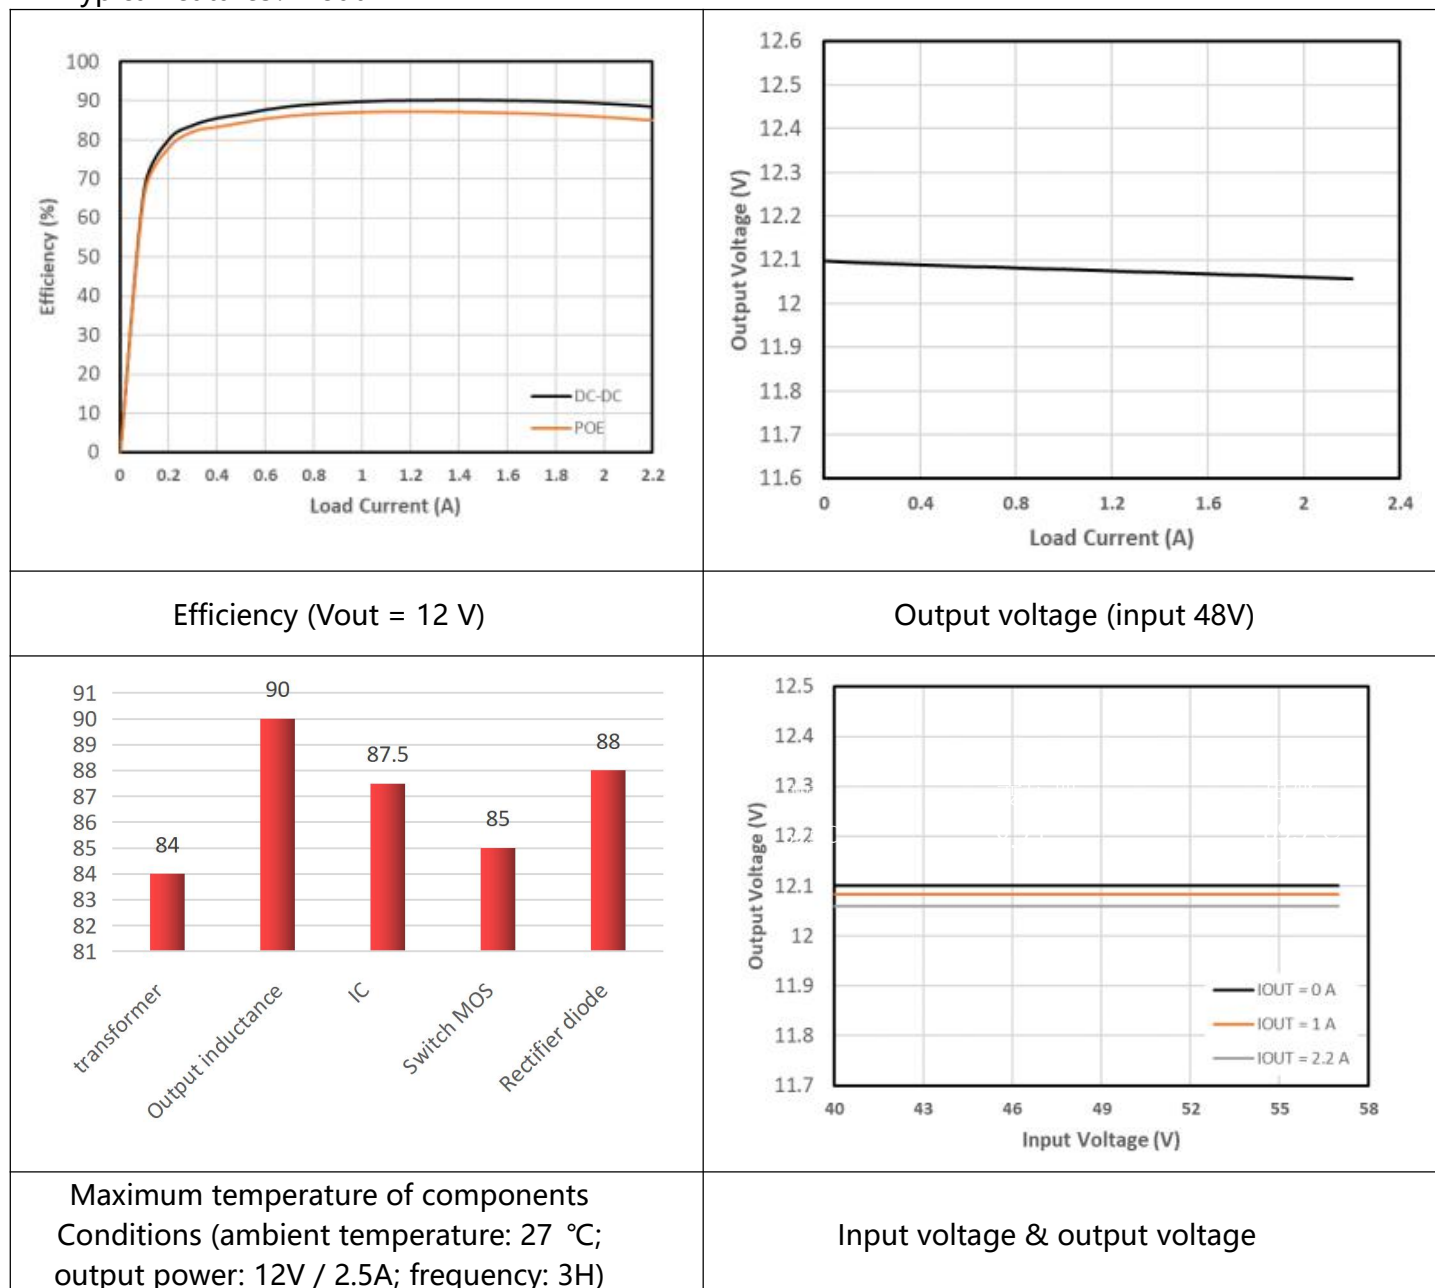 100
90
80
70
60
50
40
30
20
10
0
Efficiency (%)
DC-DC
POE
0 0.2 0.4 0.6 0.8 1 1.2 1.4 1.6 1.8 2 2.2
Load Current (A)
12.6
12.5
12.4
12.3
12.2
12.1
12
11.9
11.8
11.7
11.6
Output Voltage (V)
0 0.4 0.8 1.2 1.6 2 2.4
Load Current (A)
Efficiency (Vout = 12 V)
Output voltage (input 48V)
91
90
89
88
87
86
85
84
83
82
81
84
90
87.5
85
88
transformer
Output inductance
IC
Switch MOS
Rectifier diode
12.5
12.4
12.3
12.2
12.1
12
11.9
11.8
11.7
Output Voltage (V)
IOUT = 0 A
IOUT = 1 A
IOUT = 2.2 A
40 43 46 49 52 55 58
Input Voltage (V)
Maximum temperature of components
Conditions (ambient temperature: 27 °C;
output power: 12V / 2.5A; frequency: 3H)
Input voltage & output voltage